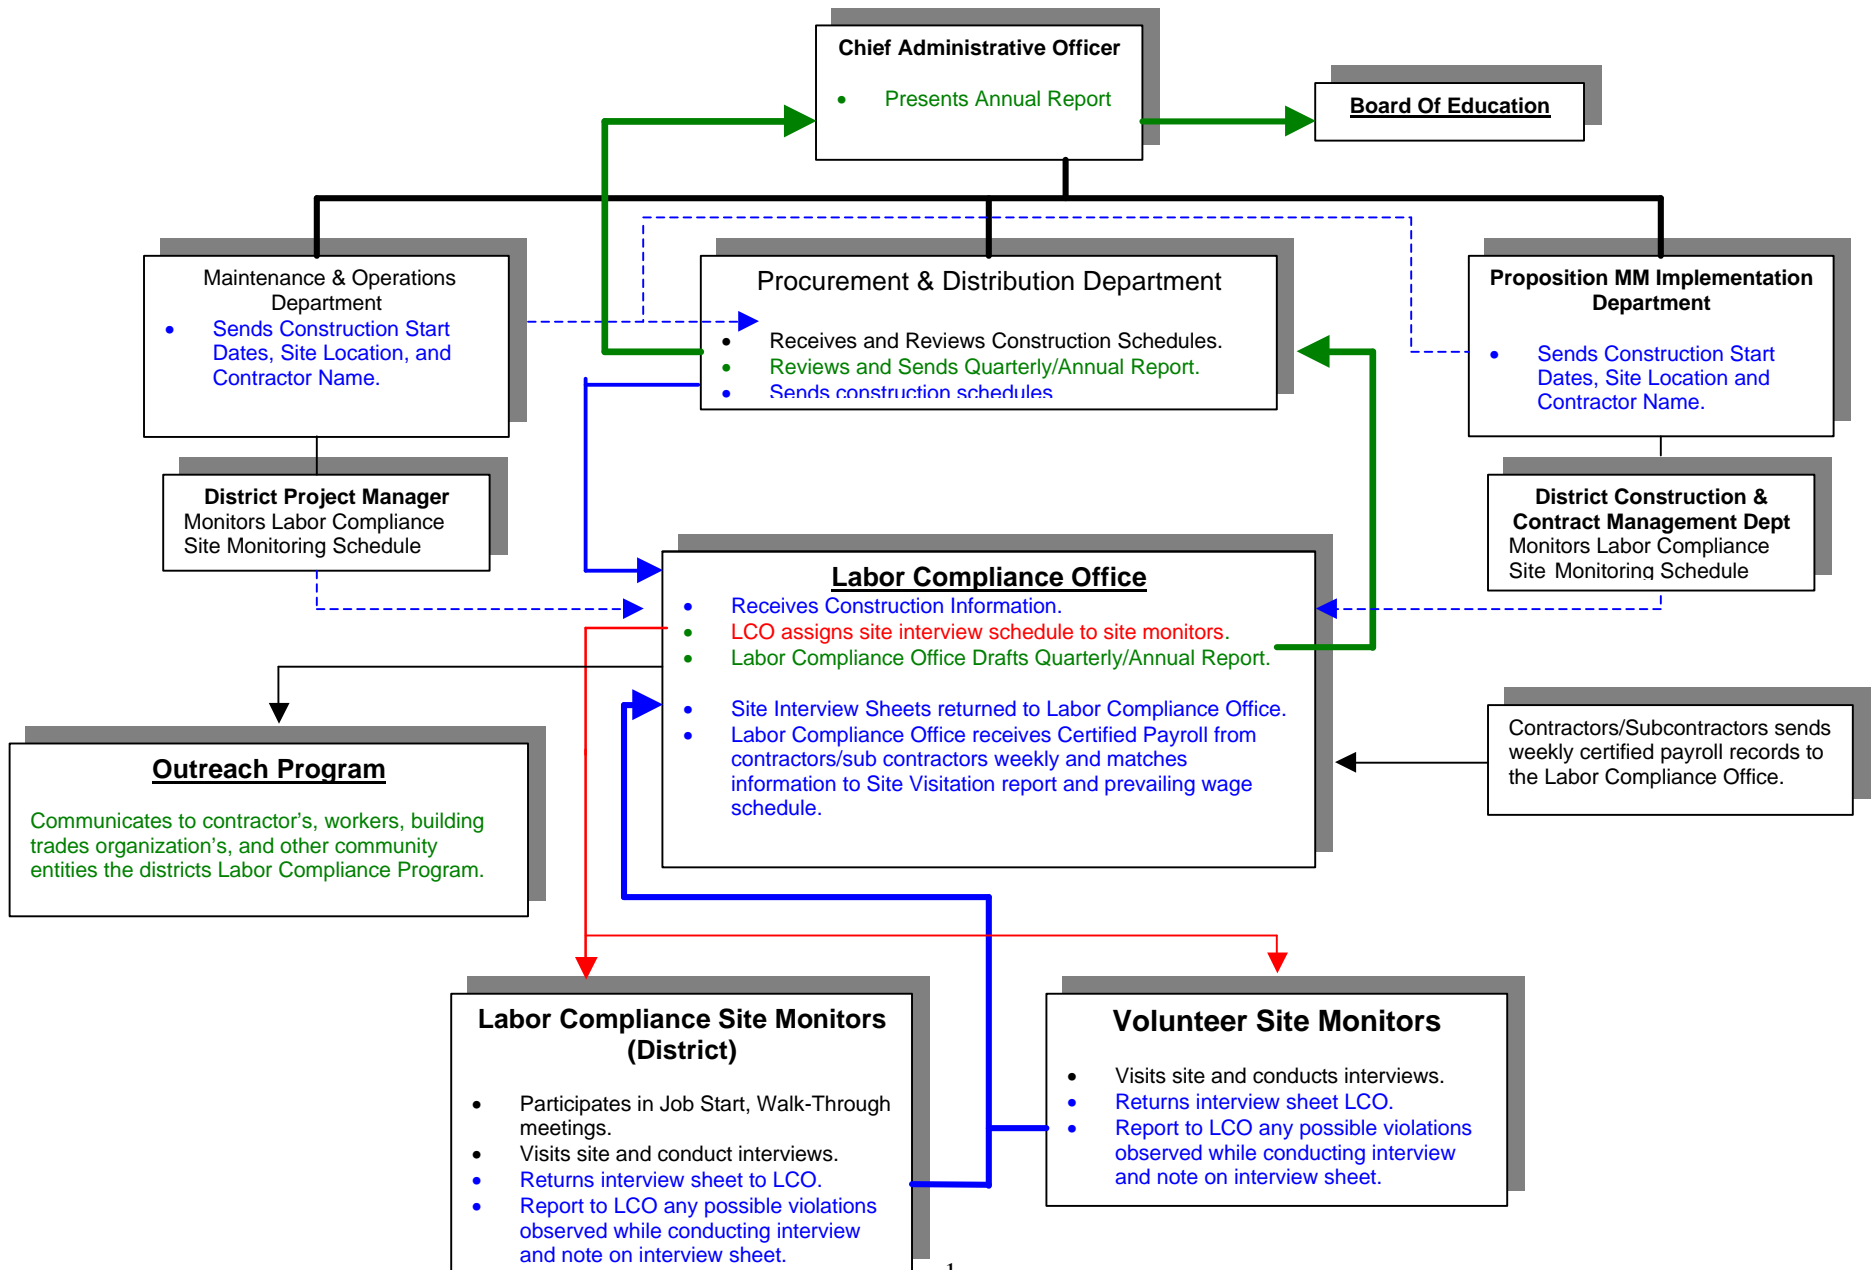 Chief Administrative Officer
• Presents Annual Report
Board Of Education
Maintenance & Operations
Department
• Sends Construction Start
Dates, Site Location, and
Contractor Name.
Procurement & Distribution Department
• Receives and Reviews Construction Schedules.
• Reviews and Sends Quarterly/Annual Report.
• Sends construction schedules
Proposition MM Implementation
Department
• Sends Construction Start
Dates, Site Location and
Contractor Name.
District Project Manager
Monitors Labor Compliance
Site Monitoring Schedule
District Construction &
Contract Management Dept
Monitors Labor Compliance
Site Monitoring Schedule
Labor Compliance Office
• Receives Construction Information.
• LCO assigns site interview schedule to site monitors.
• Labor Compliance Office Drafts Quarterly/Annual Report.
• Site Interview Sheets returned to Labor Compliance Office.
• Labor Compliance Office receives Certified Payroll from
contractors/sub contractors weekly and matches
information to Site Visitation report and prevailing wage
schedule.
Contractors/Subcontractors sends
weekly certified payroll records to
the Labor Compliance Office.
Outreach Program
Communicates to contractor's, workers, building
trades organization's, and other community
entities the districts Labor Compliance Program.
Labor Compliance Site Monitors
(District)
• Participates in Job Start, Walk-Through
meetings.
• Visits site and conduct interviews.
• Returns interview sheet to LCO.
• Report to LCO any possible violations
observed while conducting interview
and note on interview sheet.
Volunteer Site Monitors
• Visits site and conducts interviews.
• Returns interview sheet LCO.
• Report to LCO any possible violations
observed while conducting interview
and note on interview sheet.
1